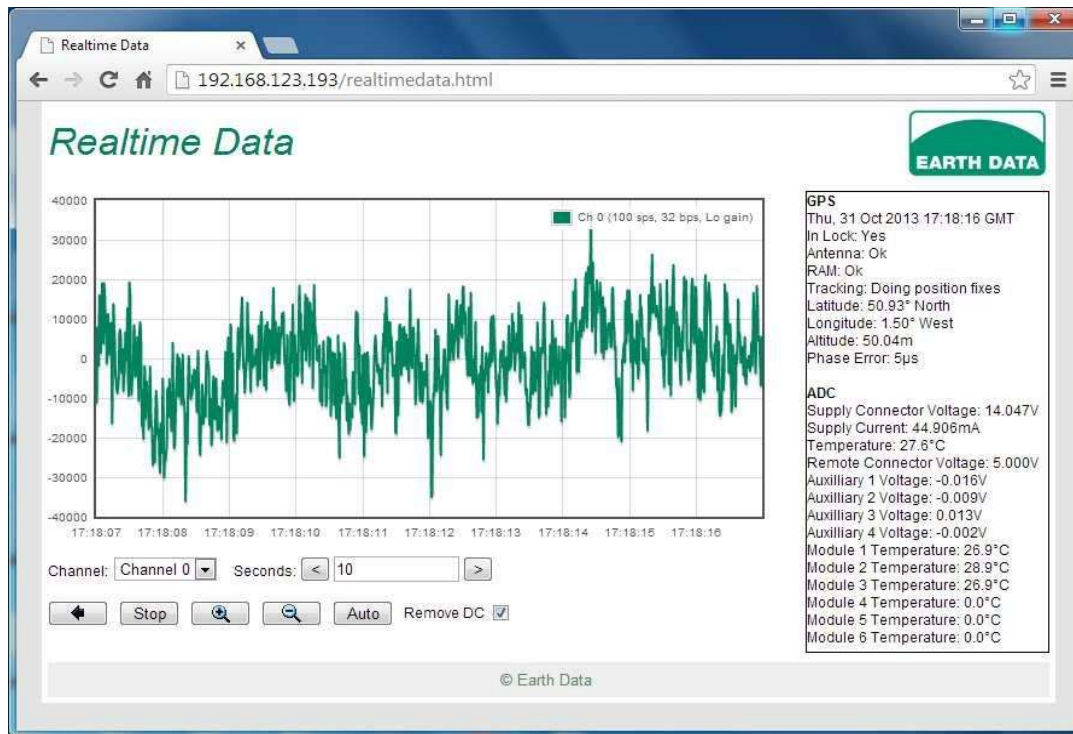 Realtime Data
192.168.123.193/realtimedata.html
Realtime Data
EARTH DATA
40000
30000
20000
10000
0
-10000
-20000
-30000
-40000
Ch 0 (100 sps, 32 bps, Lo gain)
17:18:07 17:18:08 17:18:09 17:18:10 17:18:11 17:18:12 17:18:13 17:18:14 17:18:15 17:18:16
GPS
Thu, 31 Oct 2013 17:18:16 GMT
In Lock: Yes
Antenna: Ok
RAM: Ok
Tracking: Doing position fixes
Latitude: 50.93° North
Longitude: 1.50° West
Altitude: 50.04m
Phase Error: 5µs
ADC
Supply Connector Voltage: 14.047V
Supply Current: 44.906mA
Temperature: 27.6°C
Remote Connector Voltage: 5.000V
Auxilliary 1 Voltage: -0.016V
Auxilliary 2 Voltage: -0.009V
Auxilliary 3 Voltage: 0.013V
Auxilliary 4 Voltage: -0.002V
Module 1 Temperature: 26.9°C
Module 2 Temperature: 28.9°C
Module 3 Temperature: 26.9°C
Module 4 Temperature: 0.0°C
Module 5 Temperature: 0.0°C
Module 6 Temperature: 0.0°C
Channel: Channel 0 Seconds: < 10 >
Stop Auto Remove DC
© Earth Data